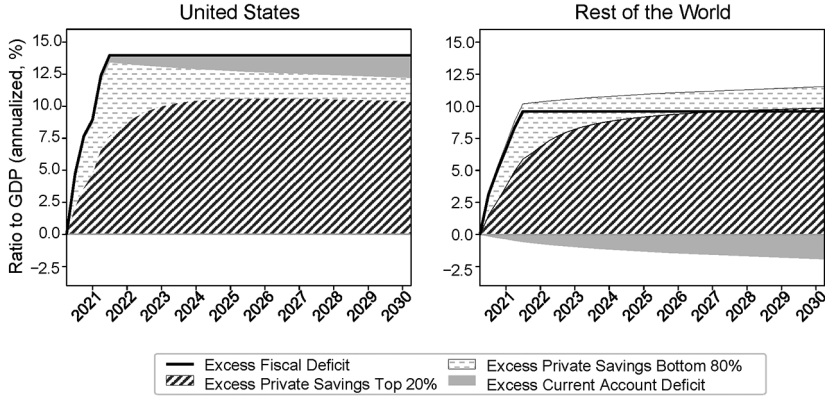 United States
Rest of the World
Ratio to GDP (annualized, %)
15.0
12.5
10.0
7.5
5.0
2.5
0.0
−2.5
2021 2022 2023 2024 2025 2026 2027 2028 2029 2030
15.0
12.5
10.0
7.5
5.0
2.5
0.0
−2.5
2021 2022 2023 2024 2025 2026 2027 2028 2029 2030
Excess Fiscal Deficit
Excess Private Savings Top 20%
Excess Private Savings Bottom 80%
Excess Current Account Deficit